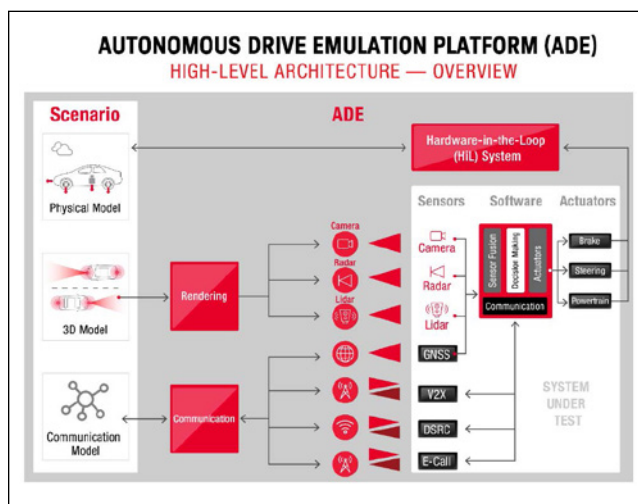 AUTONOMOUS DRIVE EMULATION PLATFORM (ADE)
HIGH-LEVEL ARCHITECTURE — OVERVIEW
Scenario
ADE
Hardware-in-the-Loop
(HiL) System
Physical Model
Sensors
Software
Actuators
Camera
Camera
Sensor Fusion
Decision Making
Actuators
Brake
Radar
Radar
Steering
Rendering
Lidar
Lidar
Communication
Powertrain
3D Model
GNSS
Communication
V2X
SYSTEM
UNDER
TEST
DSRC
Communication
Model
E-Call